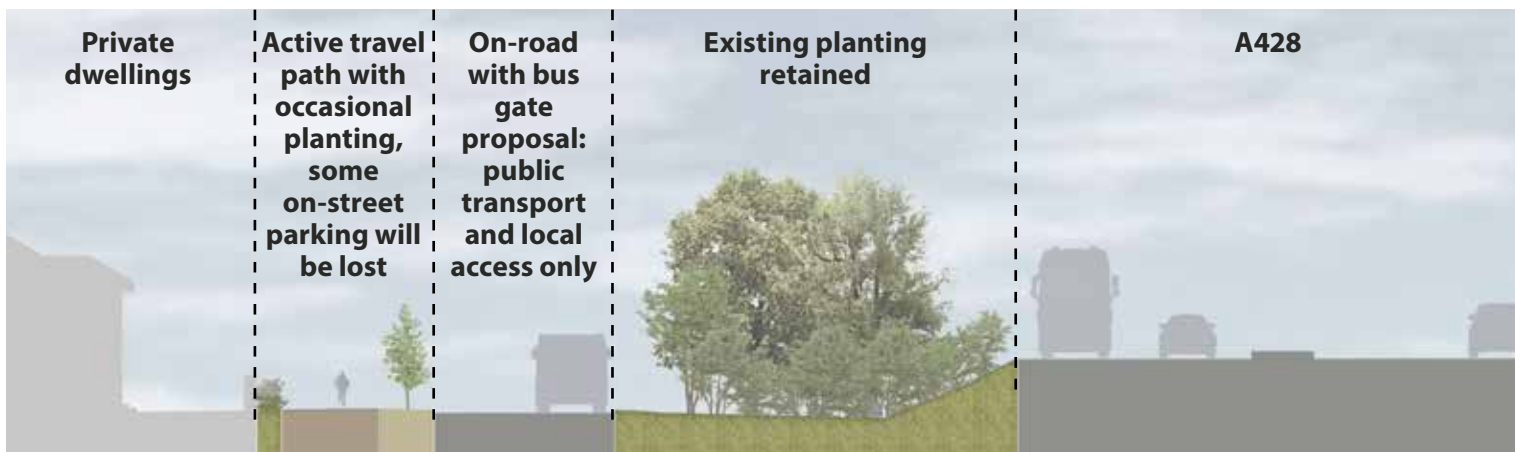 Private
dwellings
Active travel
path with
occasional
planting,
some
on-street
parking will
be lost
On-road
with bus
gate
proposal:
public
transport
and local
access only
Existing planting
retained
A428